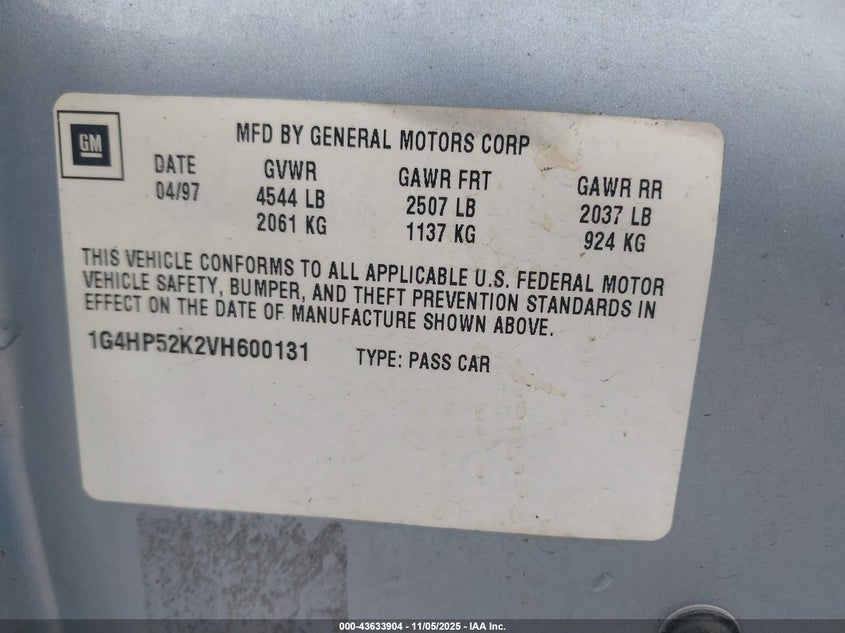 GM
MFD BY GENERAL MOTORS CORP
DATE GVWR GAWR FRT GAWR RR
04/97 4544 LB 2507 LB 2037 LB
2061 KG 1137 KG 924 KG
THIS VEHICLE CONFORMS TO ALL APPLICABLE U.S. FEDERAL MOTOR
VEHICLE SAFETY, BUMPER, AND THEFT PREVENTION STANDARDS IN
EFFECT ON THE DATE OF MANUFACTURE SHOWN ABOVE.
1G4HP52K2VH600131 TYPE: PASS CAR
000-43633904 - 11/05/2025 - IAA Inc.